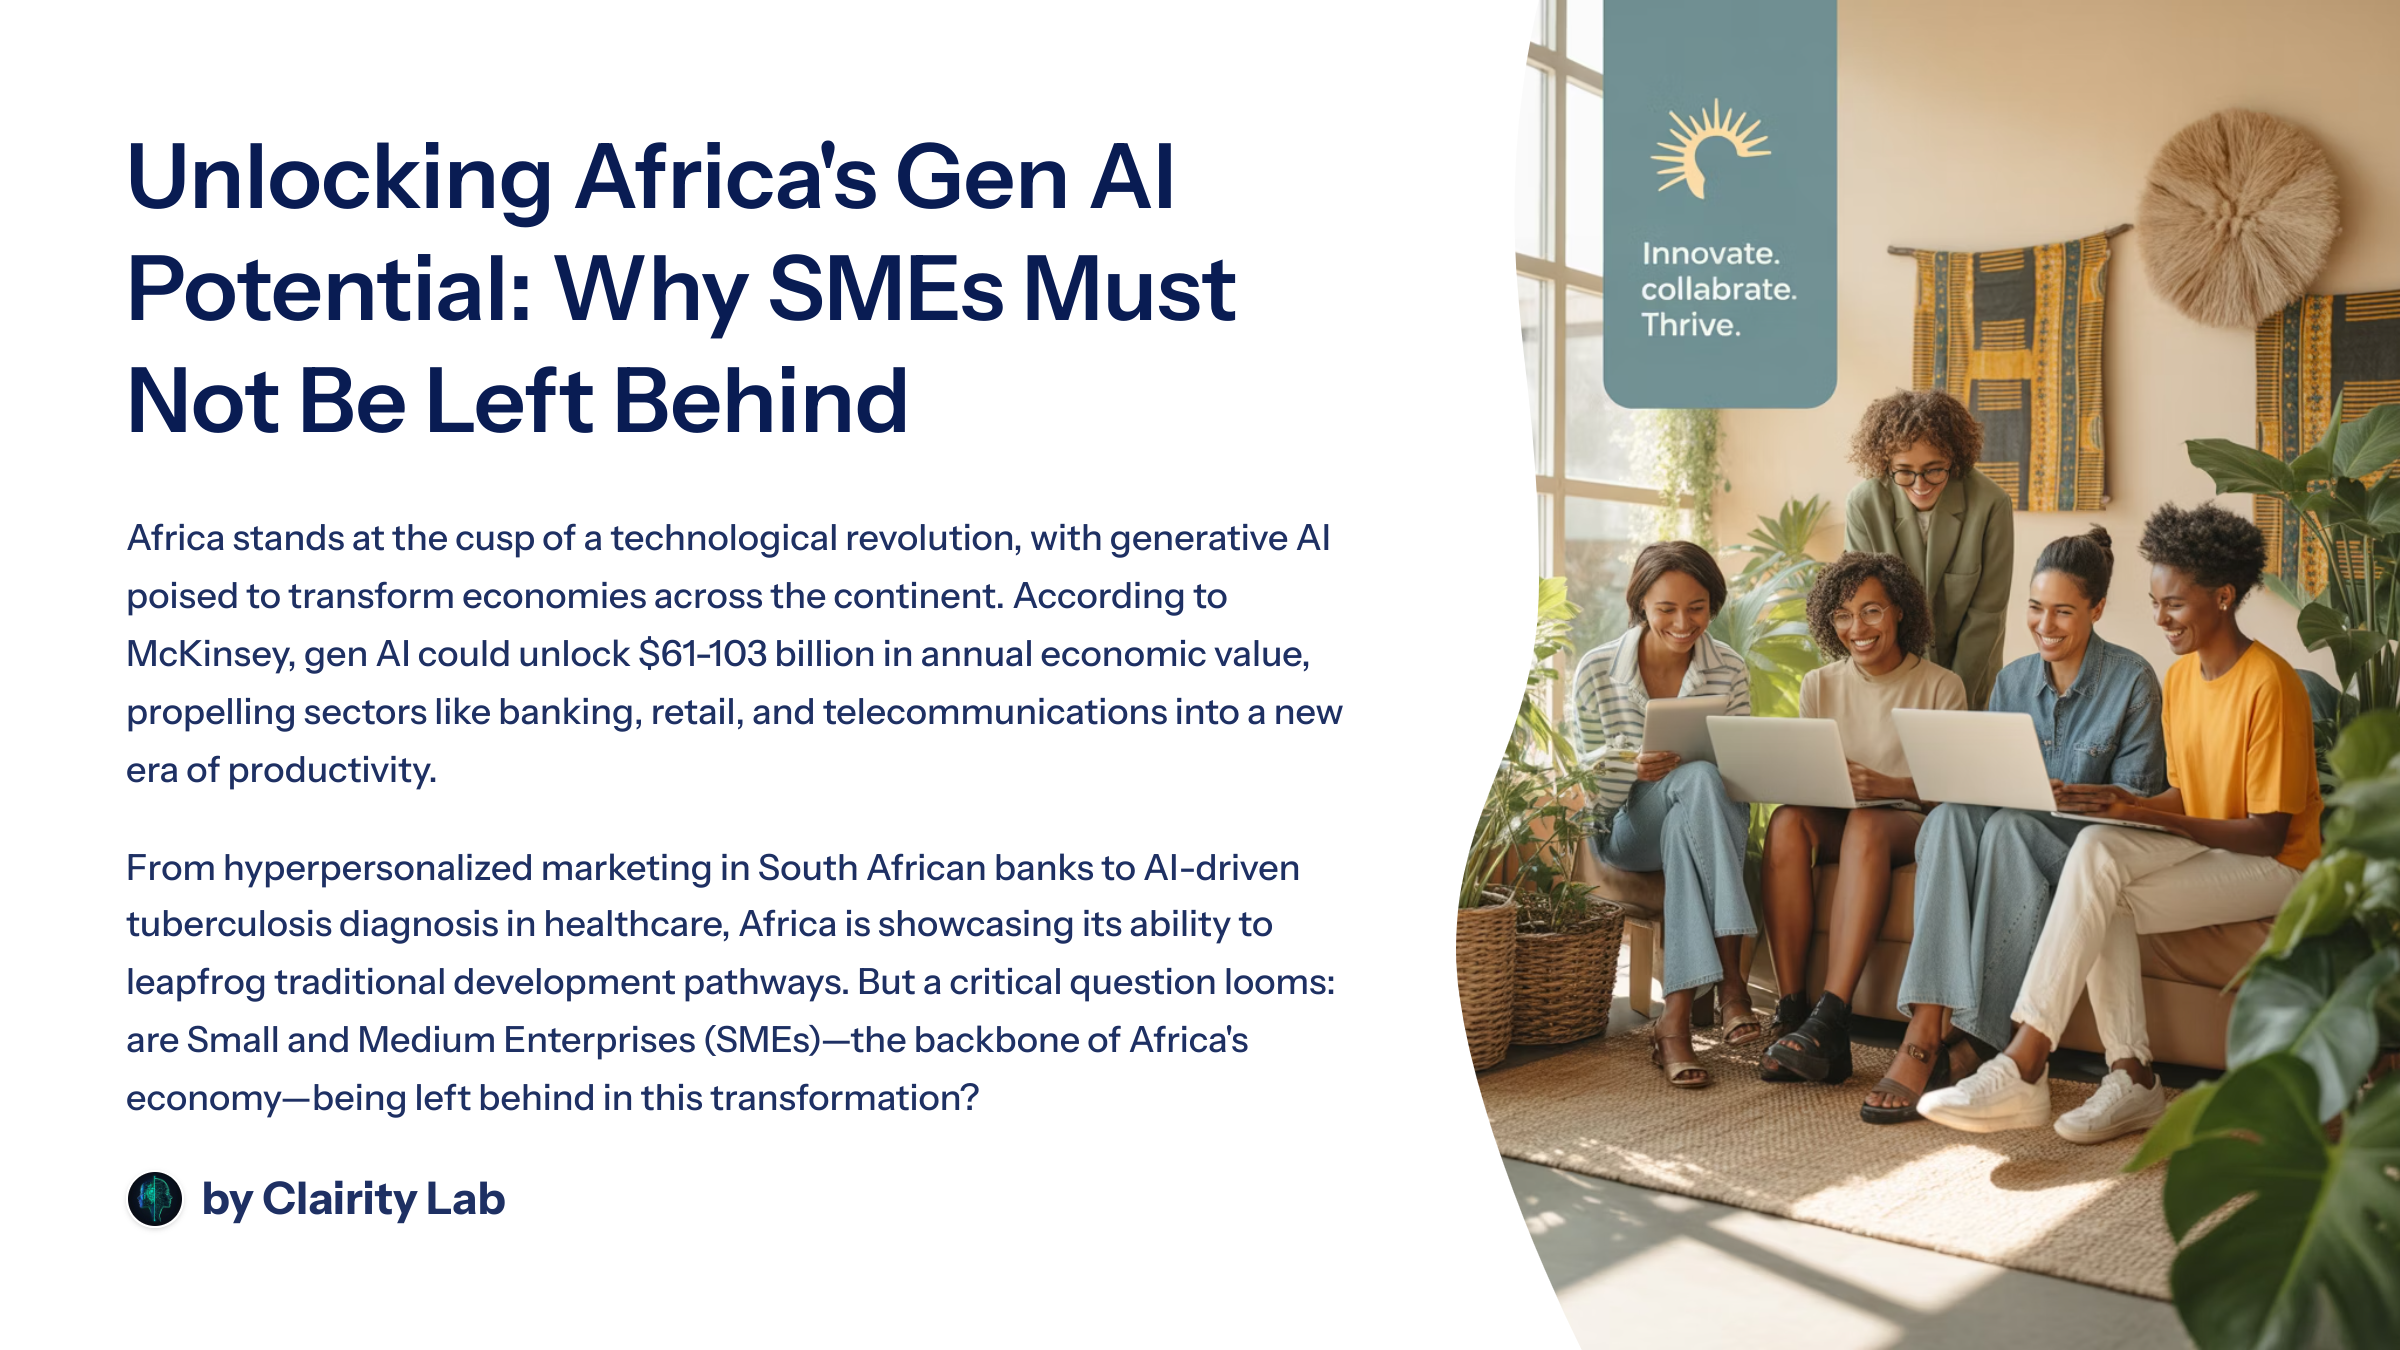 Unlocking Africa's Gen AI
Potential: Why SMEs Must
Not Be Left Behind
Africa stands at the cusp of a technological revolution, with generative AI
poised to transform economies across the continent. According to
McKinsey, gen AI could unlock $61-103 billion in annual economic value,
propelling sectors like banking, retail, and telecommunications into a new
era of productivity.
From hyperpersonalized marketing in South African banks to AI-driven
tuberculosis diagnosis in healthcare, Africa is showcasing its ability to
leapfrog traditional development pathways. But a critical question looms:
are Small and Medium Enterprises (SMEs)—the backbone of Africa's
economy—being left behind in this transformation?
by Clairity Lab
Innovate.
collabrate.
Thrive.